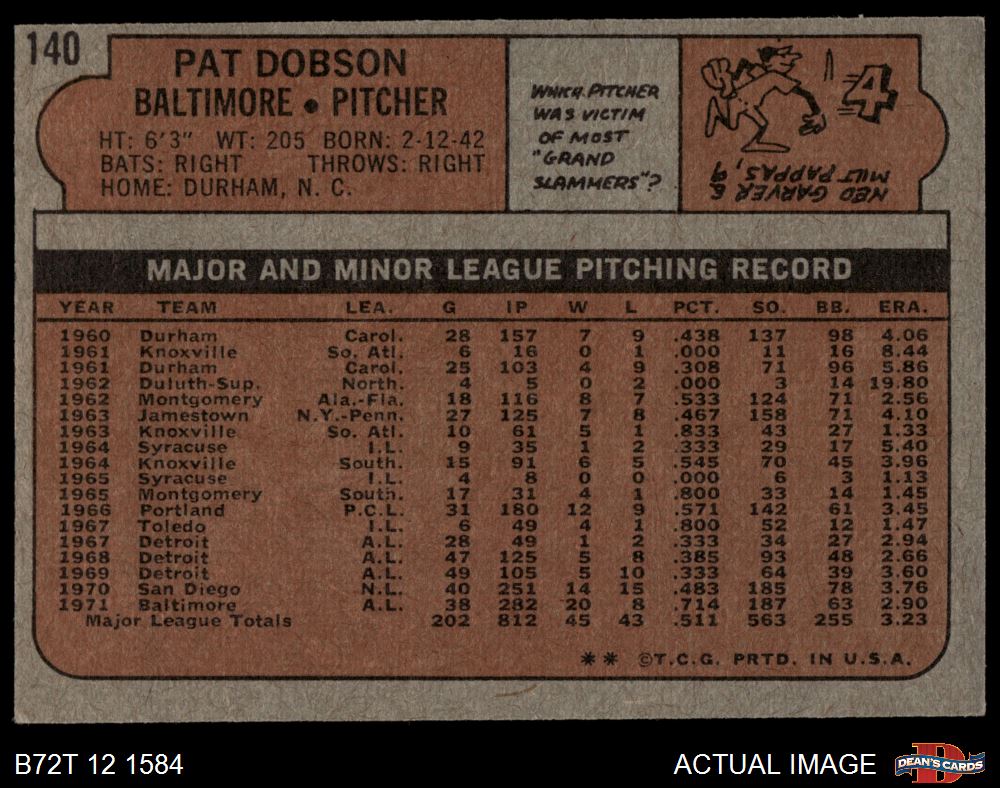 140
PAT DOBSON
BALTIMORE • PITCHER
HT: 6'3" WT: 205 BORN: 2-12-42
BATS: RIGHT THROWS: RIGHT
HOME: DURHAM, N. C.
WHICH PITCHER
WAS VICTIM
OF MOST
"GRAND
SLAMMERS"?
4
NED GARVER &
MILT PAPPAS, 9
MAJOR AND MINOR LEAGUE PITCHING RECORD
YEAR TEAM LEA. G IP W L PCT. SO. BB. ERA.
1960 Durham Carol. 28 157 7 9 .438 137 98 4.06
1961 Knoxville So. Atl. 6 16 0 1 .000 11 16 8.44
1961 Durham Carol. 25 103 4 9 .308 71 96 5.86
1962 Duluth-Sup. North. 4 5 0 2 .000 3 14 19.80
1962 Montgomery Ala.-Fla. 18 116 8 7 .533 124 71 2.56
1963 Jamestown N.Y.-Penn. 27 125 7 8 .467 158 71 4.10
1963 Knoxville So. Atl. 10 61 5 1 .833 43 27 1.33
1964 Syracuse I.L. 9 35 1 2 .333 29 17 5.40
1964 Knoxville South. 15 91 6 5 .545 70 45 3.96
1965 Syracuse I.L. 4 8 0 0 .000 6 3 1.13
1965 Montgomery South. 17 31 4 1 .800 33 14 1.45
1966 Portland P.C.L. 31 180 12 9 .571 142 61 3.45
1967 Toledo I.L. 6 49 4 1 .800 52 12 1.47
1967 Detroit A.L. 28 49 1 2 .333 34 27 2.94
1968 Detroit A.L. 47 125 5 8 .385 93 48 2.66
1969 Detroit A.L. 49 105 5 10 .333 64 39 3.60
1970 San Diego N.L. 40 251 14 15 .483 185 78 3.76
1971 Baltimore A.L. 38 282 20 8 .714 187 63 2.90
Major League Totals 202 812 45 43 .511 563 255 3.23
** ©T.C.G. PRTD. IN U.S.A.
B72T 12 1584
ACTUAL IMAGE
D
DEAN'S CARDS